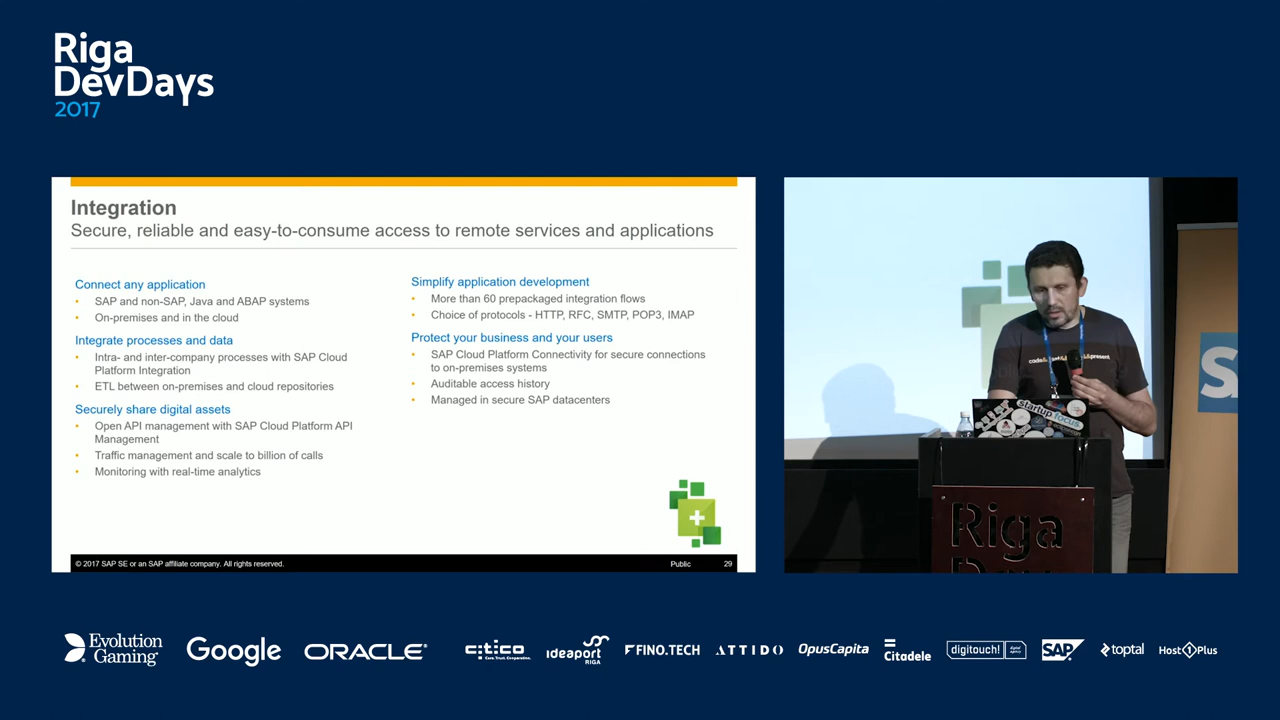 Riga
DevDays
2017
Integration
Secure, reliable and easy-to-consume access to remote services and applications
Connect any application
• SAP and non-SAP, Java and ABAP systems
• On-premises and in the cloud
Integrate processes and data
• Intra- and inter-company processes with SAP Cloud
Platform Integration
• ETL between on-premises and cloud repositories
Securely share digital assets
• Open API management with SAP Cloud Platform API
Management
• Traffic management and scale to billion of calls
• Monitoring with real-time analytics
Simplify application development
• More than 60 prepackaged integration flows
• Choice of protocols - HTTP, RFC, SMTP, POP3, IMAP
Protect your business and your users
• SAP Cloud Platform Connectivity for secure connections
to on-premises systems
• Auditable access history
• Managed in secure SAP datacenters
© 2017 SAP SE or an SAP affiliate company. All rights reserved.
Public
29
startup focus
Riga
Evolution
Gaming
Google
ORACLE
citico
Care. Trust. Cooperation.
ideaport
RIGA
FINO.TECH
ATTIDO
OpusCapita
Citadele
digitouch!
SAP
toptal
Host1Plus